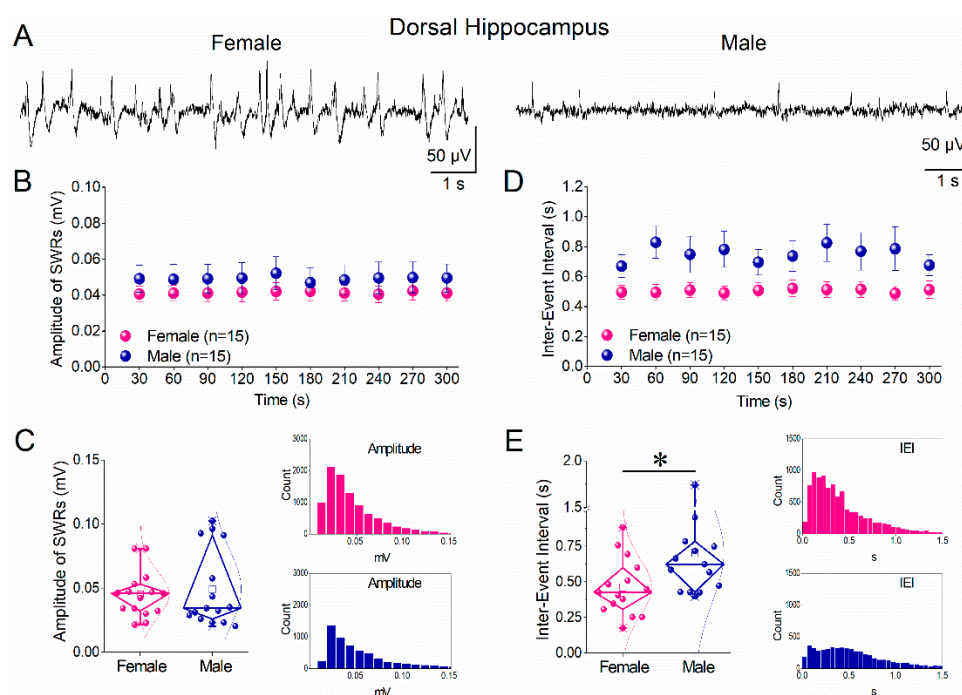 Dorsal Hippocampus
A
Female
Male
50 µV
1 s
50 µV
1 s
B
Amplitude of SWRs (mV)
0.10
0.08
0.06
0.04
0.02
0.00
Female (n=15)
Male (n=15)
0 30 60 90 120 150 180 210 240 270 300
Time (s)
D
Inter-Event Interval (s)
1.2
1.0
0.8
0.6
0.4
0.2
0.0
Female (n=15)
Male (n=15)
0 30 60 90 120 150 180 210 240 270 300
Time (s)
C
Amplitude of SWRs (mV)
0.15
0.10
0.05
0.00
Female Male
Amplitude
Count
3000
2000
1000
0
0.05 0.10 0.15
mV
Amplitude
Count
3000
2000
1000
0
0.05 0.10 0.15
mV
E
Inter-Event Interval (s)
2.0
1.5
0.75
0.50
0.25
0.00
*
Female Male
IEI
Count
1500
1000
500
0
0.0 0.5 1.0 1.5
s
IEI
Count
1500
1000
500
0
0.0 0.5 1.0 1.5
s